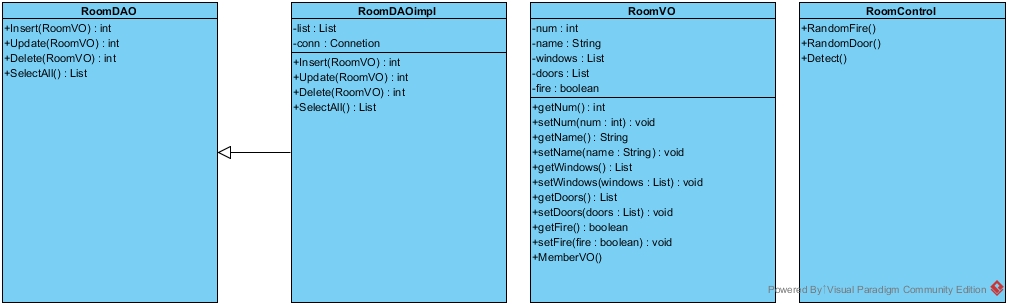 RoomDAO
+Insert(RoomVO) : int
+Update(RoomVO) : int
+Delete(RoomVO) : int
+SelectAll() : List
RoomDAOimpl
-list : List
-conn : Connetion
+Insert(RoomVO) : int
+Update(RoomVO) : int
+Delete(RoomVO) : int
+SelectAll() : List
RoomVO
-num : int
-name : String
-windows : List
-doors : List
-fire : boolean
+getNum() : int
+setNum(num : int) : void
+getName() : String
+setName(name : String) : void
+getWindows() : List
+setWindows(windows : List) : void
+getDoors() : List
+setDoors(doors : List) : void
+getFire() : boolean
+setFire(fire : boolean) : void
+MemberVO()
RoomControl
+RandomFire()
+RandomDoor()
+Detect()
Powered By Visual Paradigm Community Edition